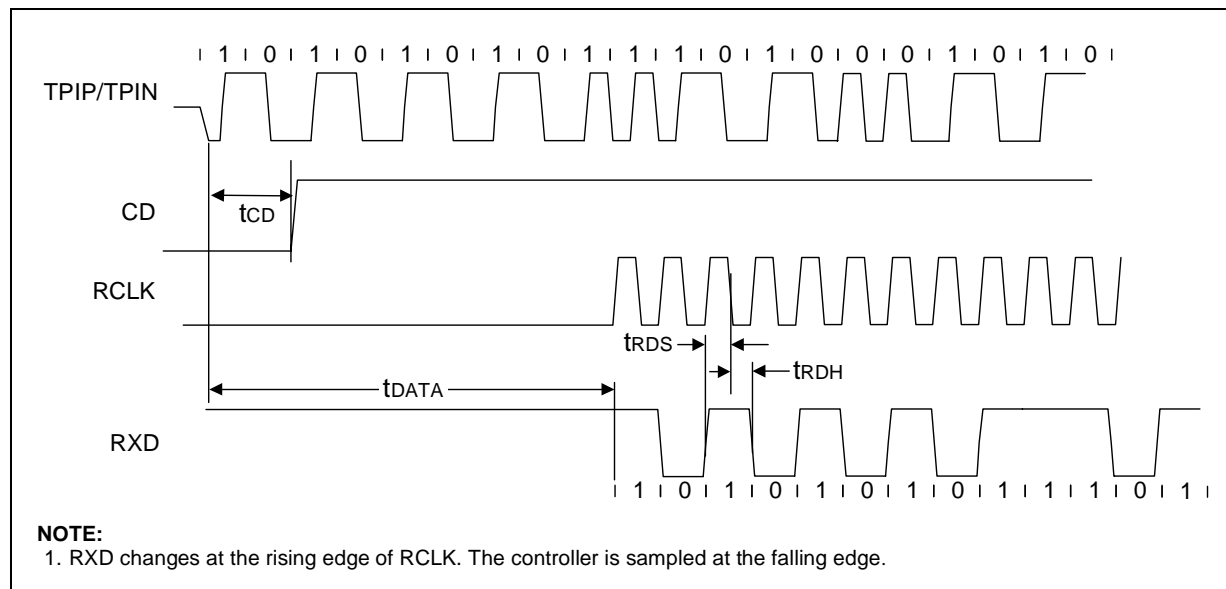 1 0 1 0 1 0 1 0 1 1 1 0 1 0 0 0 1 0 1 0
TPIP/TPIN
CD
tCD
RCLK
tRDS
tRDH
tDATA
RXD
1 0 1 0 1 0 1 0 1 1 1 0 1
NOTE:
1. RXD changes at the rising edge of RCLK. The controller is sampled at the falling edge.